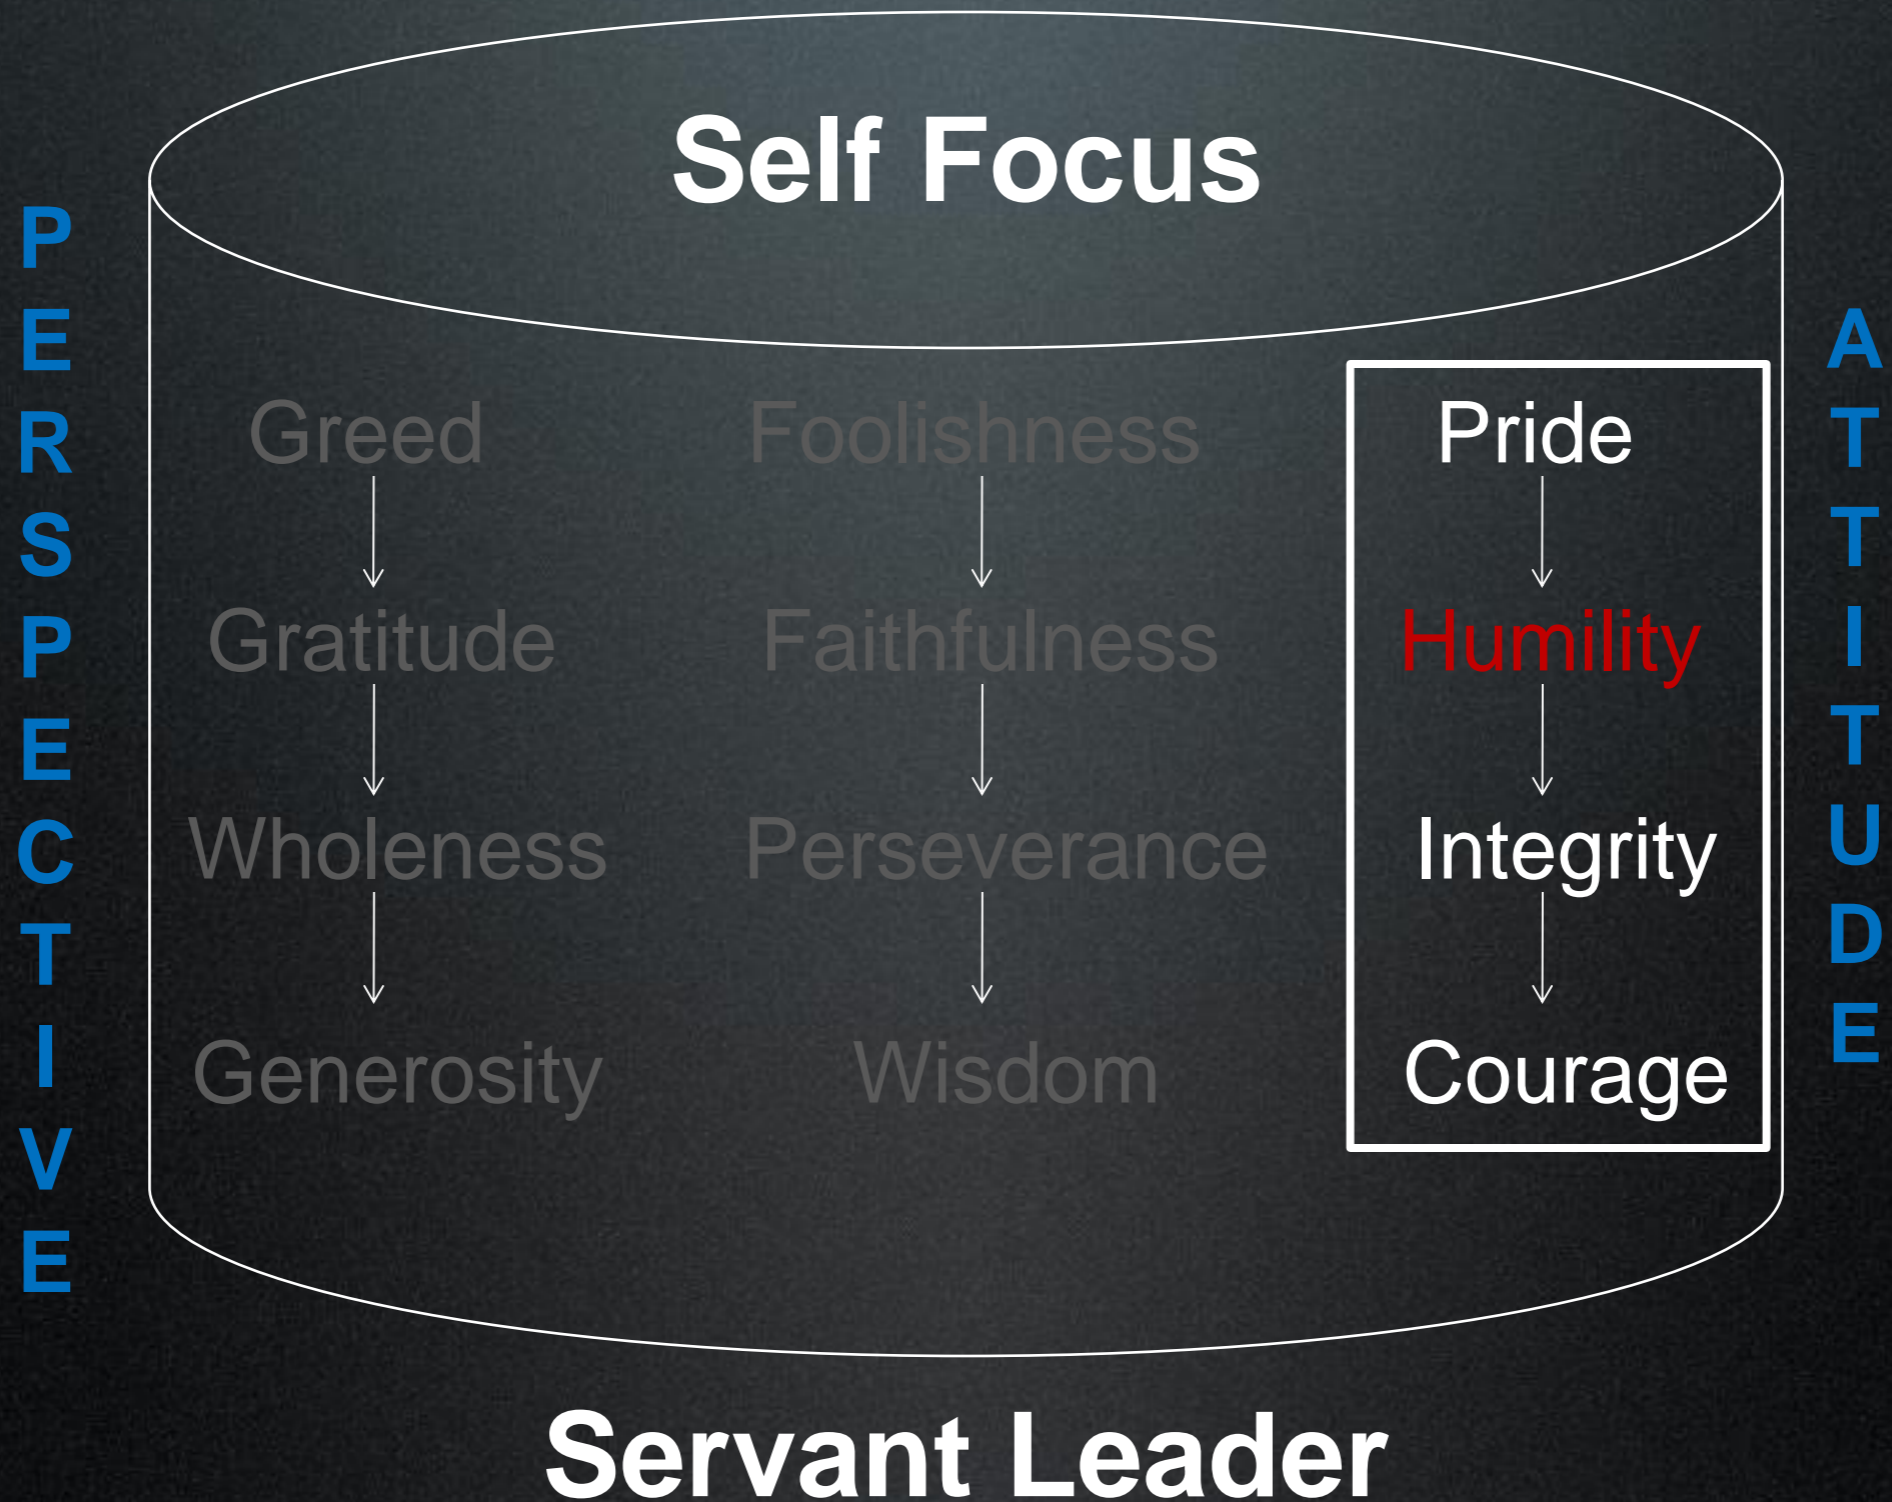 Self Focus
PERSPECTIVE
ATTITUDE
Greed
Foolishness
Pride
Gratitude
Faithfulness
Humility
Wholeness
Perseverance
Integrity
Generosity
Wisdom
Courage
Servant Leader